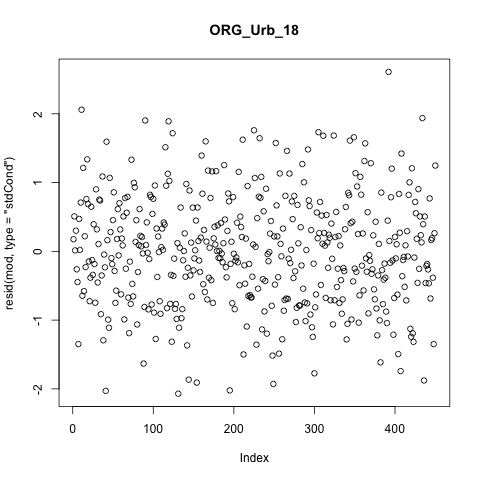 ORG_Urb_18
resid(mod, type = "stdCond")
2
1
0
-1
-2
0 100 200 300 400
Index